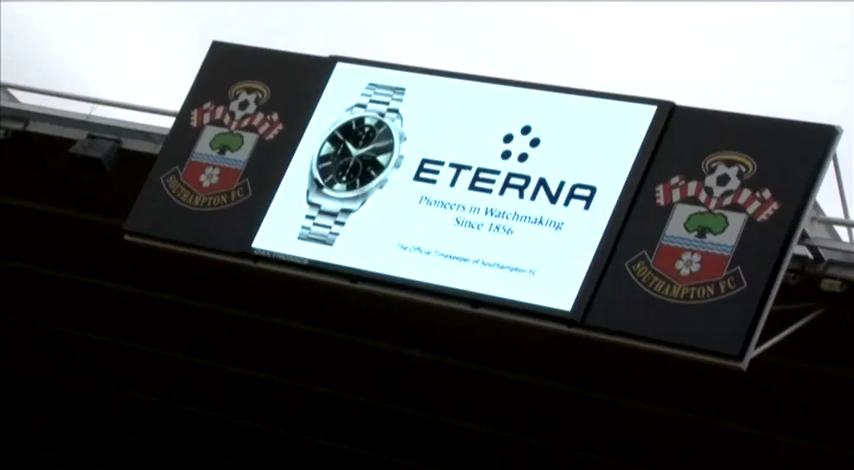 SOUTHAMPTON FC
ETERNA
Pioneers in Watchmaking
Since 1856
The Official Timekeeper of Southampton FC
SOUTHAMPTON FC